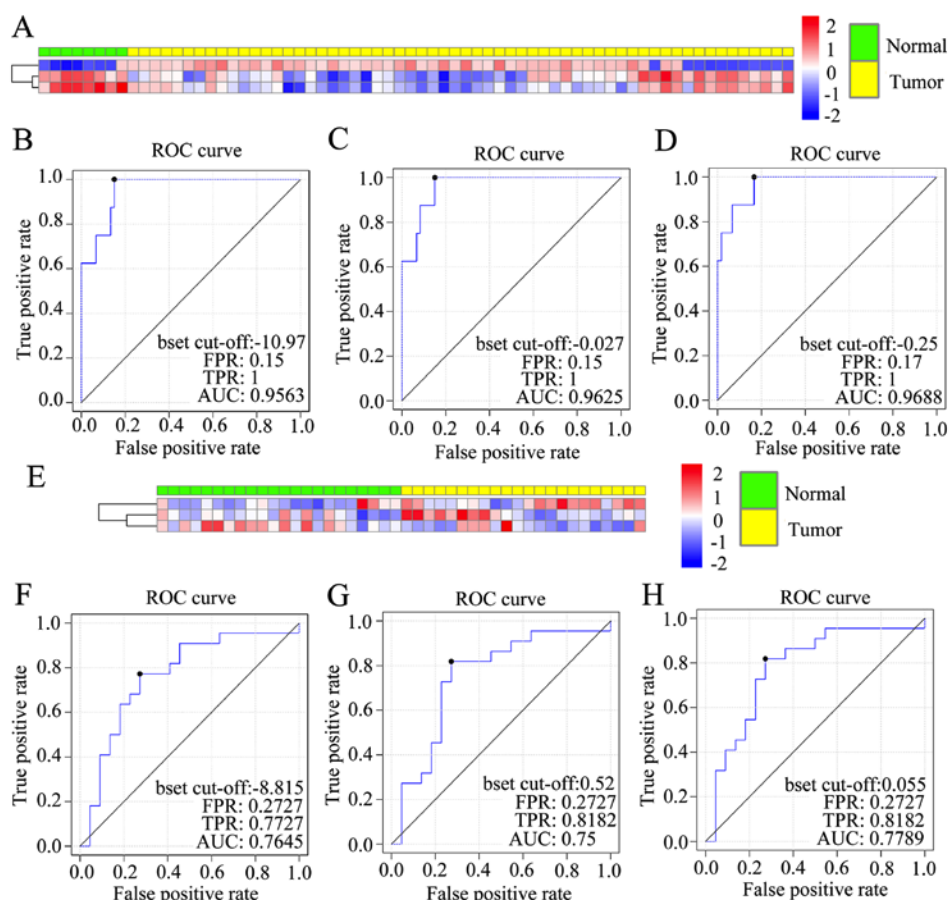 A
2
1
0
-1
-2
Normal
Tumor
B
ROC curve
True positive rate
1.0
0.8
0.6
0.4
0.2
0.0
bset cut-off:-10.97
FPR: 0.15
TPR: 1
AUC: 0.9563
0.0 0.2 0.4 0.6 0.8 1.0
False positive rate
C
ROC curve
True positive rate
1.0
0.8
0.6
0.4
0.2
0.0
bset cut-off:-0.027
FPR: 0.15
TPR: 1
AUC: 0.9625
0.0 0.2 0.4 0.6 0.8 1.0
False positive rate
D
ROC curve
True positive rate
1.0
0.8
0.6
0.4
0.2
0.0
bset cut-off:-0.25
FPR: 0.17
TPR: 1
AUC: 0.9688
0.0 0.2 0.4 0.6 0.8 1.0
False positive rate
E
2
1
0
-1
-2
Normal
Tumor
F
ROC curve
True positive rate
1.0
0.8
0.6
0.4
0.2
0.0
bset cut-off:-8.815
FPR: 0.2727
TPR: 0.7727
AUC: 0.7645
0.0 0.2 0.4 0.6 0.8 1.0
False positive rate
G
ROC curve
True positive rate
1.0
0.8
0.6
0.4
0.2
0.0
bset cut-off:0.52
FPR: 0.2727
TPR: 0.8182
AUC: 0.75
0.0 0.2 0.4 0.6 0.8 1.0
False positive rate
H
ROC curve
True positive rate
1.0
0.8
0.6
0.4
0.2
0.0
bset cut-off:0.055
FPR: 0.2727
TPR: 0.8182
AUC: 0.7789
0.0 0.2 0.4 0.6 0.8 1.0
False positive rate